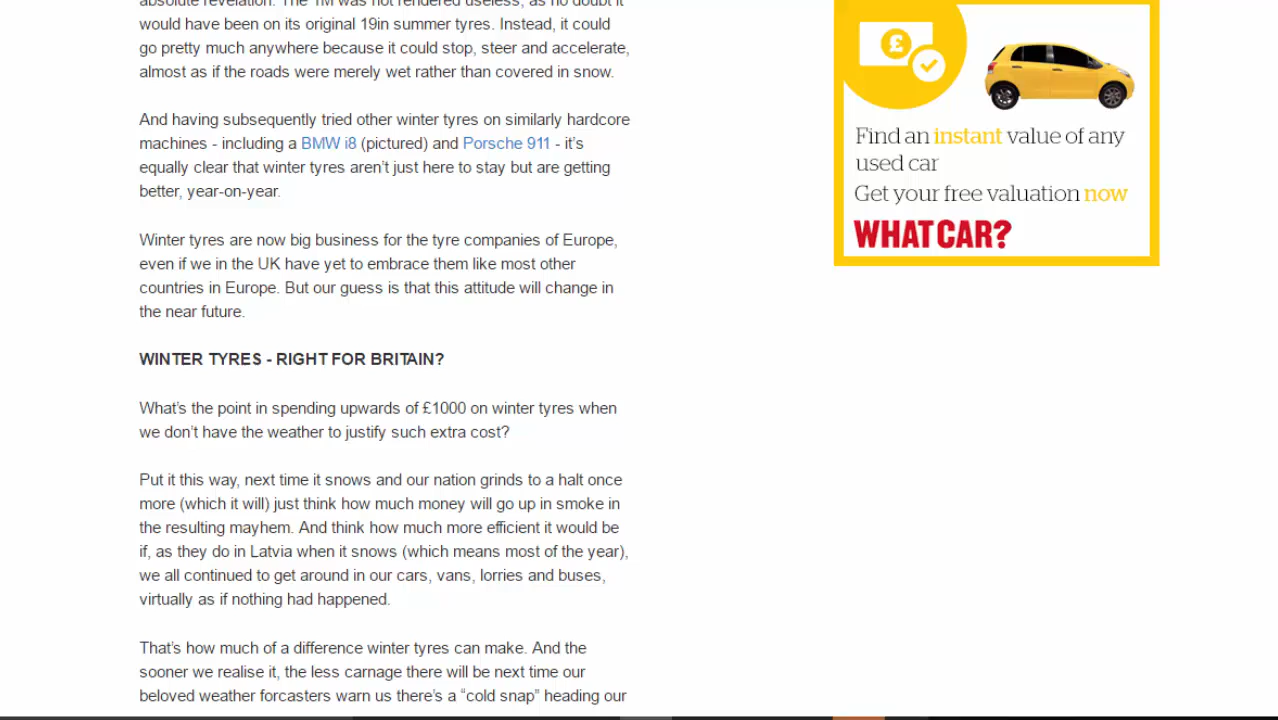 absolute revelation. The 1M was not rendered useless, as no doubt it
would have been on its original 19in summer tyres. Instead, it could
go pretty much anywhere because it could stop, steer and accelerate,
almost as if the roads were merely wet rather than covered in snow.
And having subsequently tried other winter tyres on similarly hardcore
machines - including a BMW i8 (pictured) and Porsche 911 - it's
equally clear that winter tyres aren't just here to stay but are getting
better, year-on-year.
Winter tyres are now big business for the tyre companies of Europe,
even if we in the UK have yet to embrace them like most other
countries in Europe. But our guess is that this attitude will change in
the near future.
WINTER TYRES - RIGHT FOR BRITAIN?
What's the point in spending upwards of £1000 on winter tyres when
we don't have the weather to justify such extra cost?
Put it this way, next time it snows and our nation grinds to a halt once
more (which it will) just think how much money will go up in smoke in
the resulting mayhem. And think how much more efficient it would be
if, as they do in Latvia when it snows (which means most of the year),
we all continued to get around in our cars, vans, lorries and buses,
virtually as if nothing had happened.
That's how much of a difference winter tyres can make. And the
sooner we realise it, the less carnage there will be next time our
beloved weather forcasters warn us there's a “cold snap” heading our
£
Find an instant value of any
used car
Get your free valuation now
WHAT CAR?